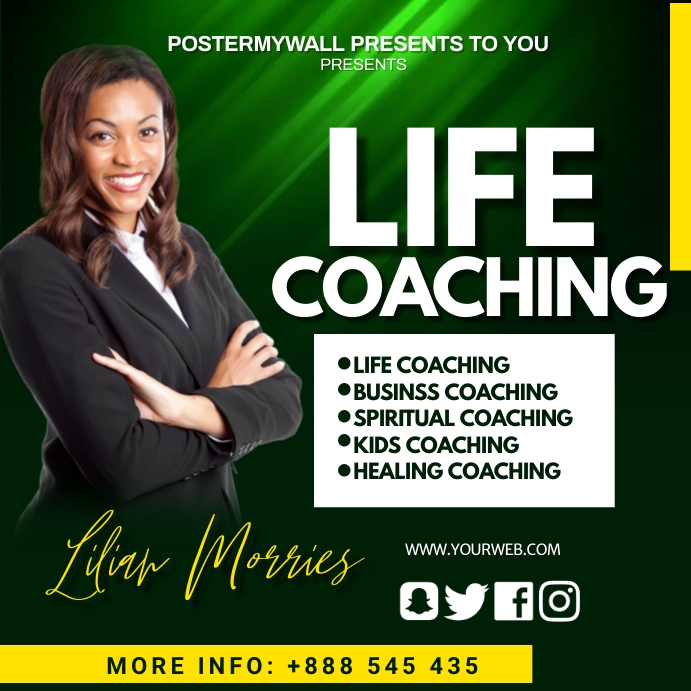 POSTERMYWALL PRESENTS TO YOU
PRESENTS
LIFE
COACHING
●LIFE COACHING
●BUSINSS COACHING
●SPIRITUAL COACHING
●KIDS COACHING
●HEALING COACHING
Lilian Morries
WWW.YOURWEB.COM
MORE INFO: +888 545 435